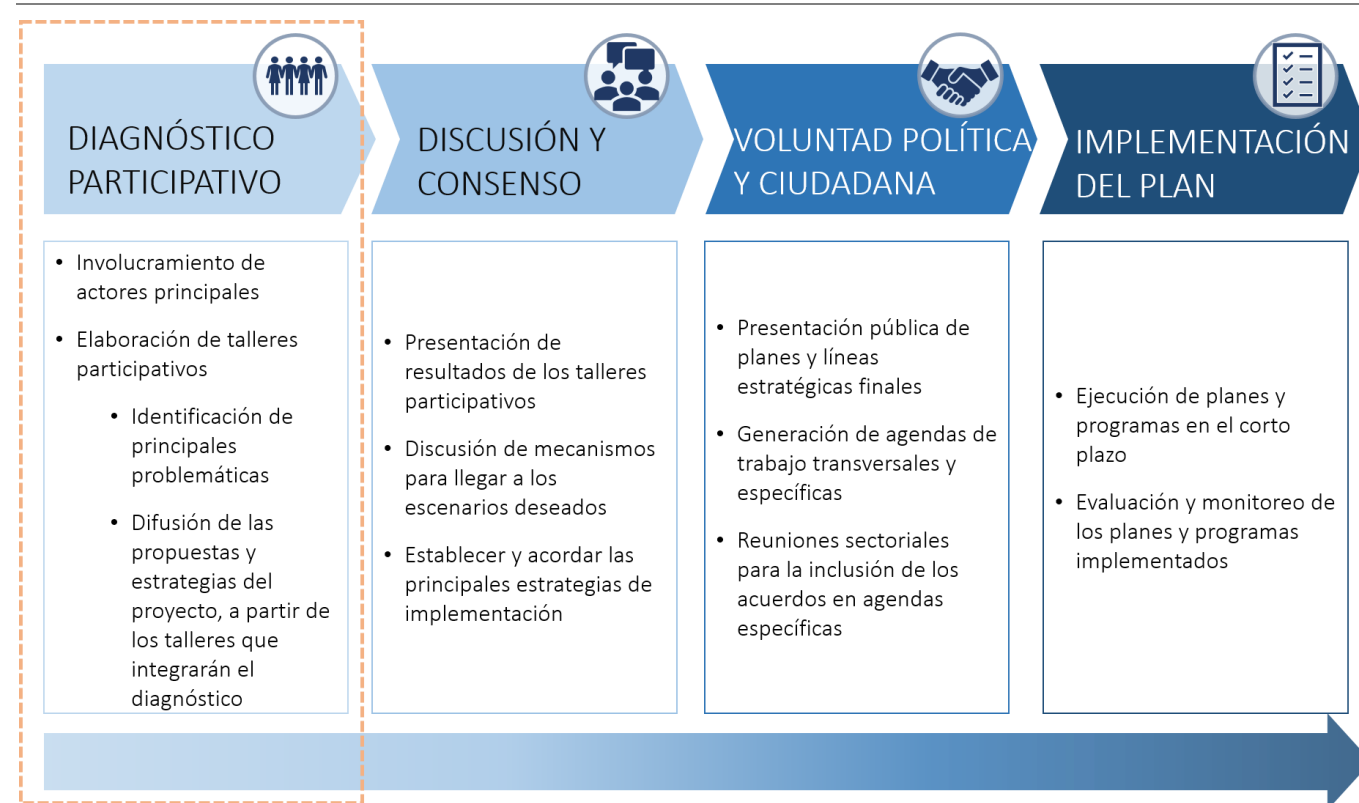 DIAGNÓSTICO
PARTICIPATIVO
• Involucramiento de
actores principales
• Elaboración de talleres
participativos
• Identificación de
principales
problemáticas
• Difusión de las
propuestas y
estrategias del
proyecto, a partir de
los talleres que
integrarán el
diagnóstico
DISCUSIÓN Y
CONSENSO
• Presentación de
resultados de los talleres
participativos
• Discusión de mecanismos
para llegar a los
escenarios deseados
• Establecer y acordar las
principales estrategias de
implementación
VOLUNTAD POLÍTICA
Y CIUDADANA
• Presentación pública de
planes y líneas
estratégicas finales
• Generación de agendas de
trabajo transversales y
específicas
• Reuniones sectoriales
para la inclusión de los
acuerdos en agendas
específicas
IMPLEMENTACIÓN
DEL PLAN
• Ejecución de planes y
programas en el corto
plazo
• Evaluación y monitoreo de
los planes y programas
implementados